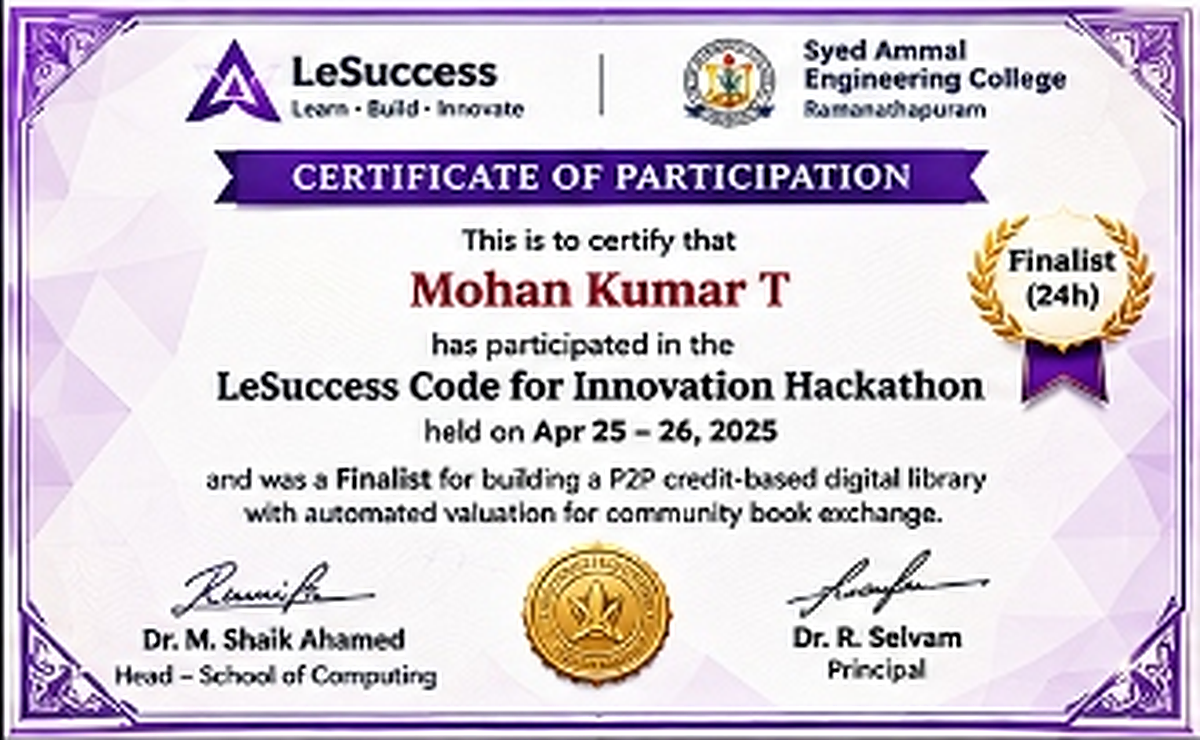 LeSuccess
Learn · Build · Innovate
Syed Ammal
Engineering College
Ramanathapuram
CERTIFICATE OF PARTICIPATION
This is to certify that
Mohan Kumar T
has participated in the
LeSuccess Code for Innovation Hackathon
held on Apr 25 – 26, 2025
and was a Finalist for building a P2P credit-based digital library
with automated valuation for community book exchange.
Finalist
(24h)
Dr. M. Shaik Ahamed
Head – School of Computing
Dr. R. Selvam
Principal